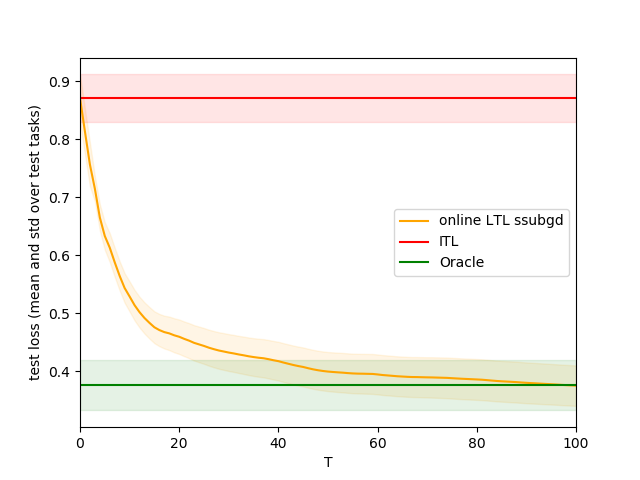 0.9
0.8
0.7
0.6
0.5
0.4
test loss (mean and std over test tasks)
online LTL ssubgd
ITL
Oracle
0 20 40 60 80 100
T